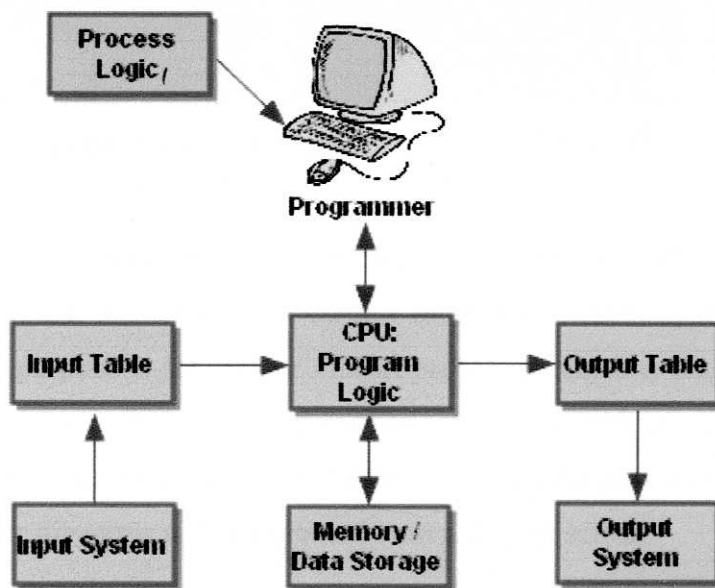 Process
Logic
Programmer
Input Table
CPU:
Program
Logic
Output Table
Input System
Memory /
Data Storage
Output
System